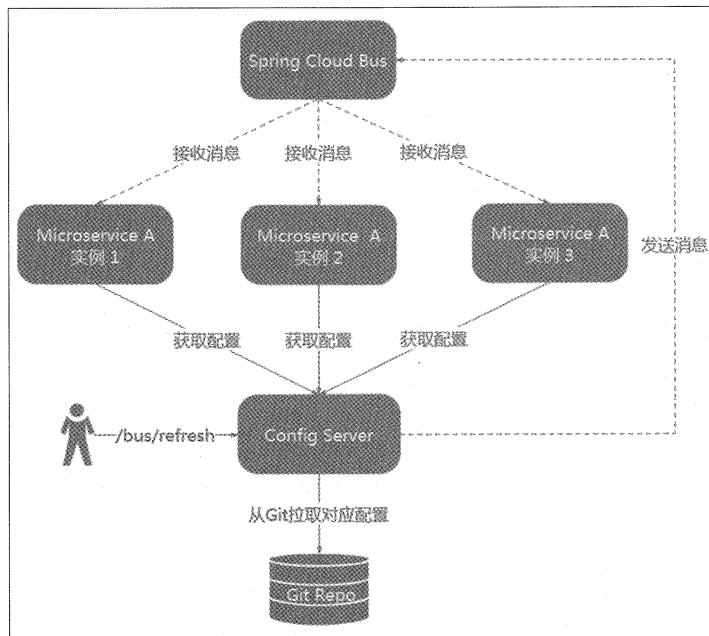 Spring Cloud Bus
接收消息
接收消息
接收消息
Microservice A
实例 1
Microservice A
实例 2
Microservice A
实例 3
发送消息
获取配置
获取配置
获取配置
/bus/refresh
Config Server
从Git拉取对应配置
Git Repo